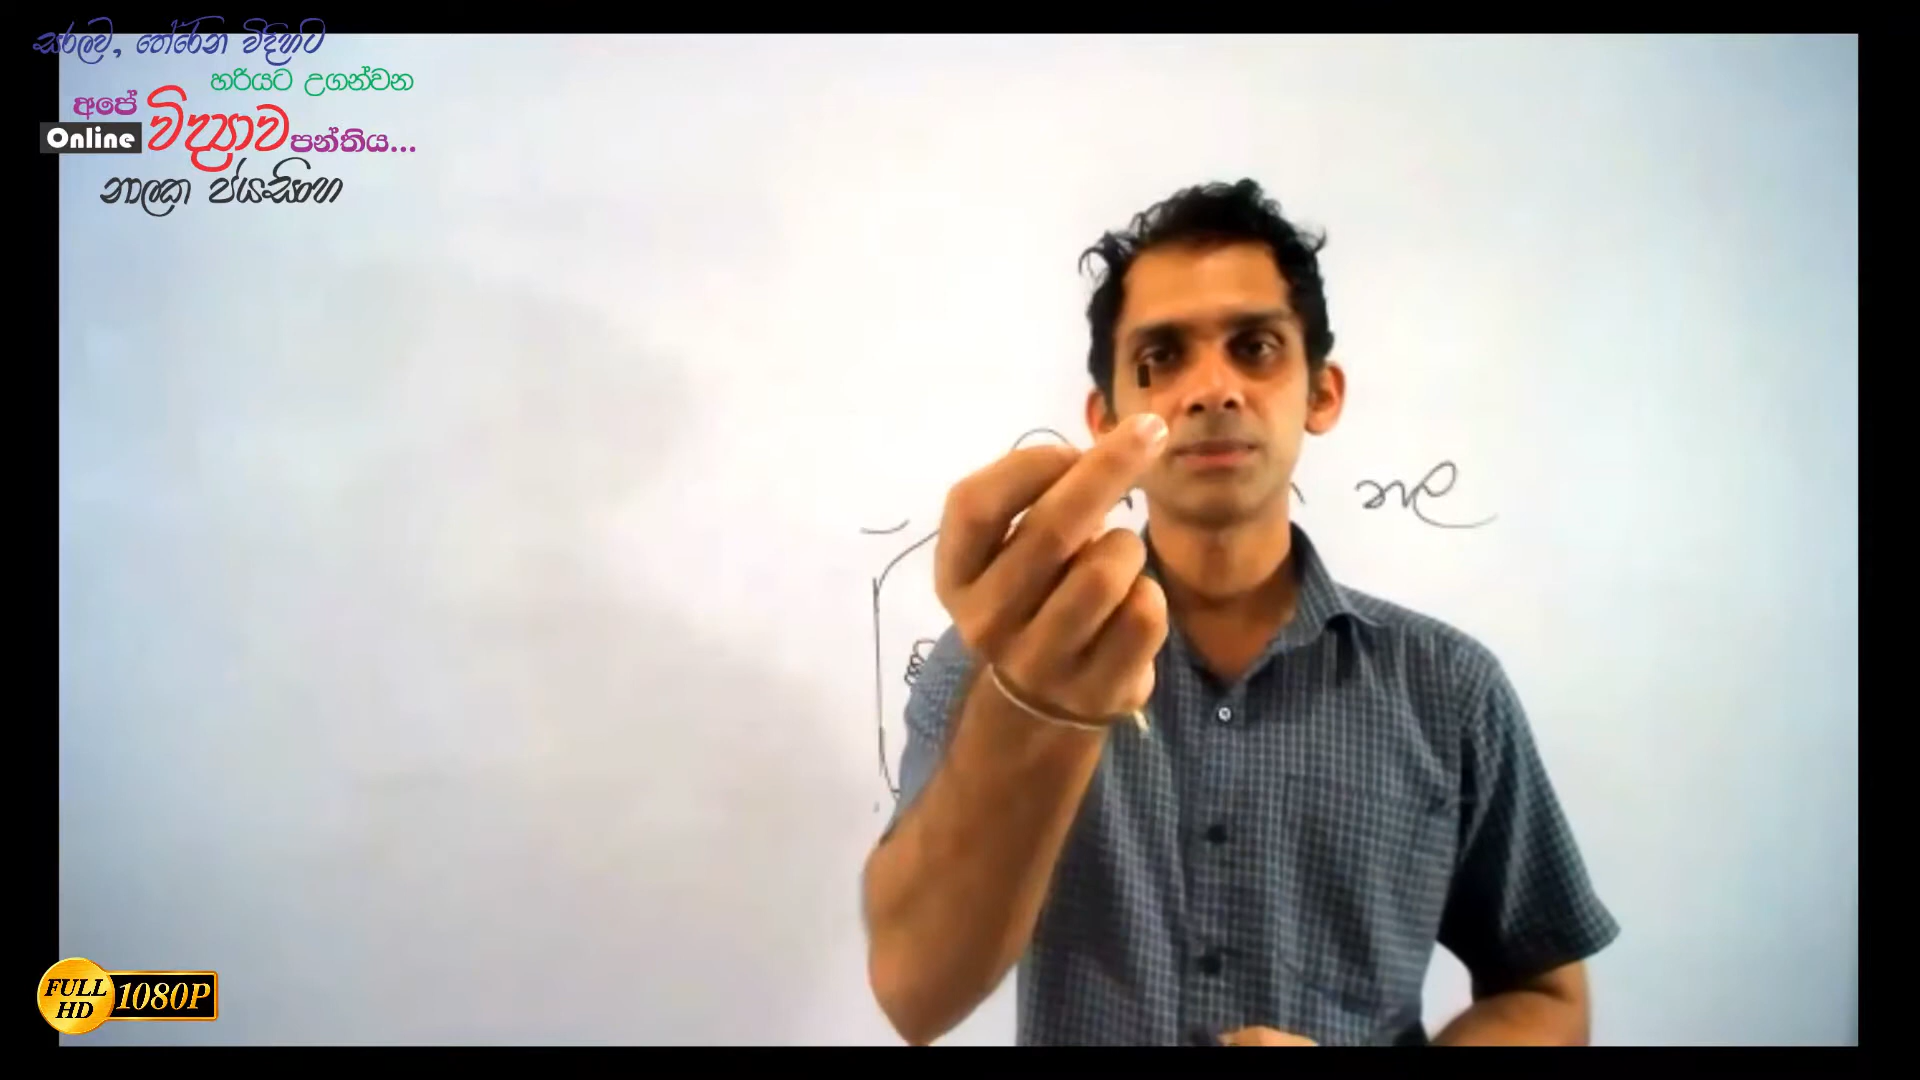 සරලව, තේරෙන විදිහට
හරියට උගන්වන
අපේ
Online විද්‍යාව පන්තිය...
නාලක ජයසිංහ
නාල
FULL HD 1080P